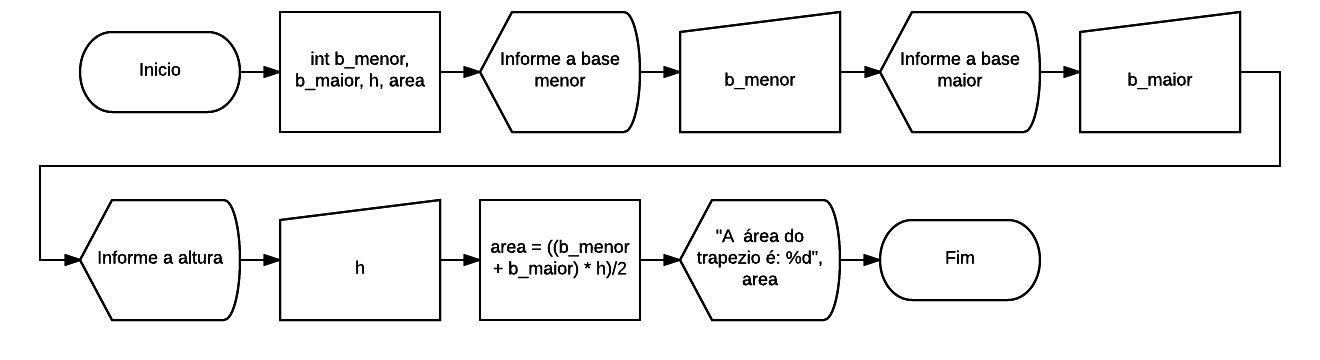 Inicio
int b_menor,
b_maior, h, area
Informe a base
menor
b_menor
Informe a base
maior
b_maior
Informe a altura
h
area = ((b_menor
+ b_maior) * h)/2
"A  área do
trapezio é: %d",
area
Fim